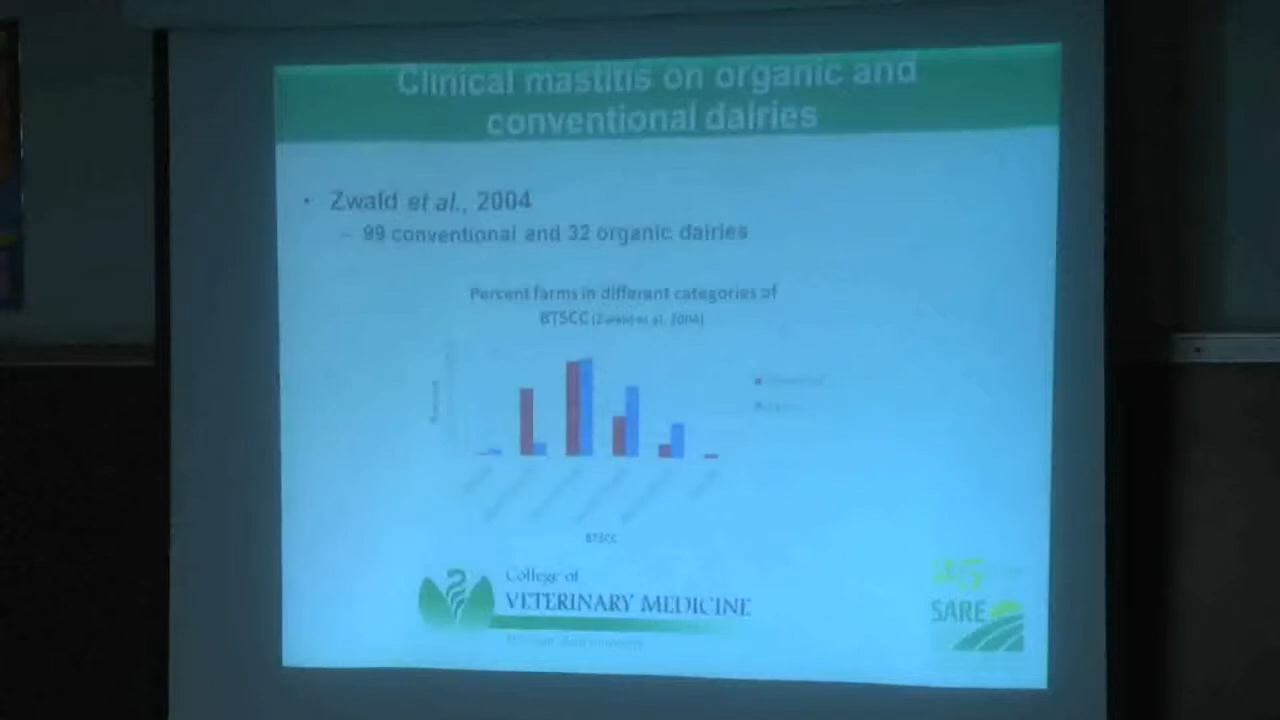 Clinical mastitis on organic and
conventional dairies
• Zwald et al., 2004
– 99 conventional and 32 organic dairies
Percent farms in different categories of
BTSCC (Zwald et al. 2004)
BTSCC
College of
VETERINARY MEDICINE
25
SARE